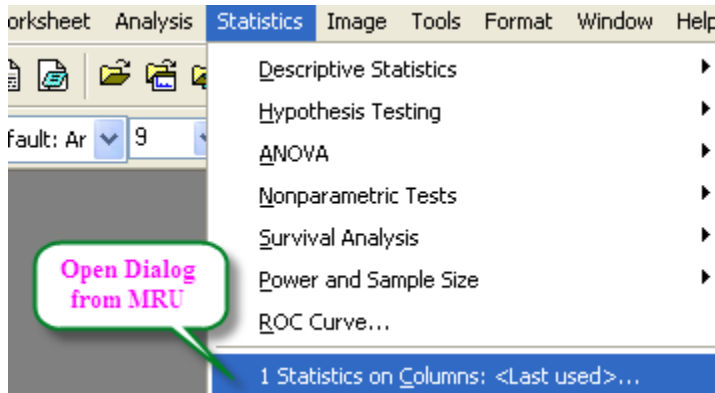 orksheet Analysis Statistics Image Tools Format Window Help
fault: Ar 9
Descriptive Statistics
Hypothesis Testing
ANOVA
Nonparametric Tests
Survival Analysis
Open Dialog
from MRU
Power and Sample Size
ROC Curve...
1 Statistics on Columns: <Last used>...